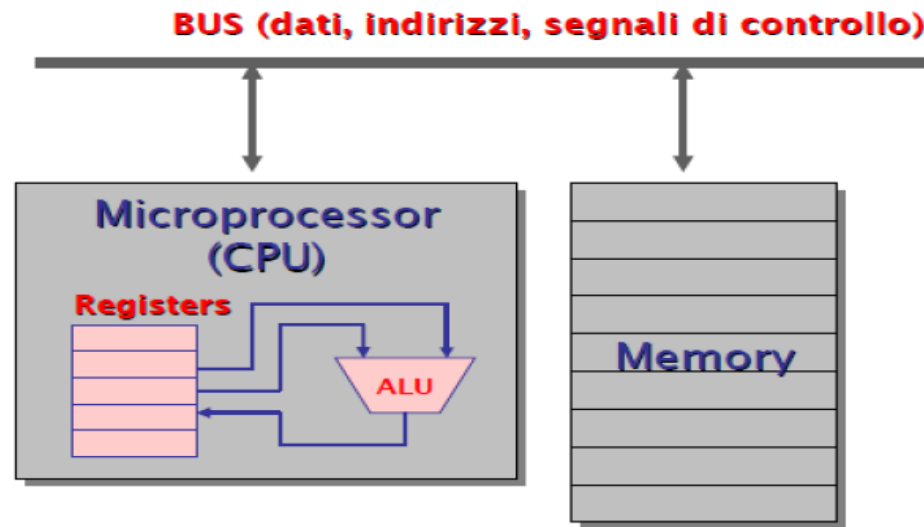 BUS (dati, indirizzi, segnali di controllo)
Microprocessor
(CPU)
Registers
ALU
Memory